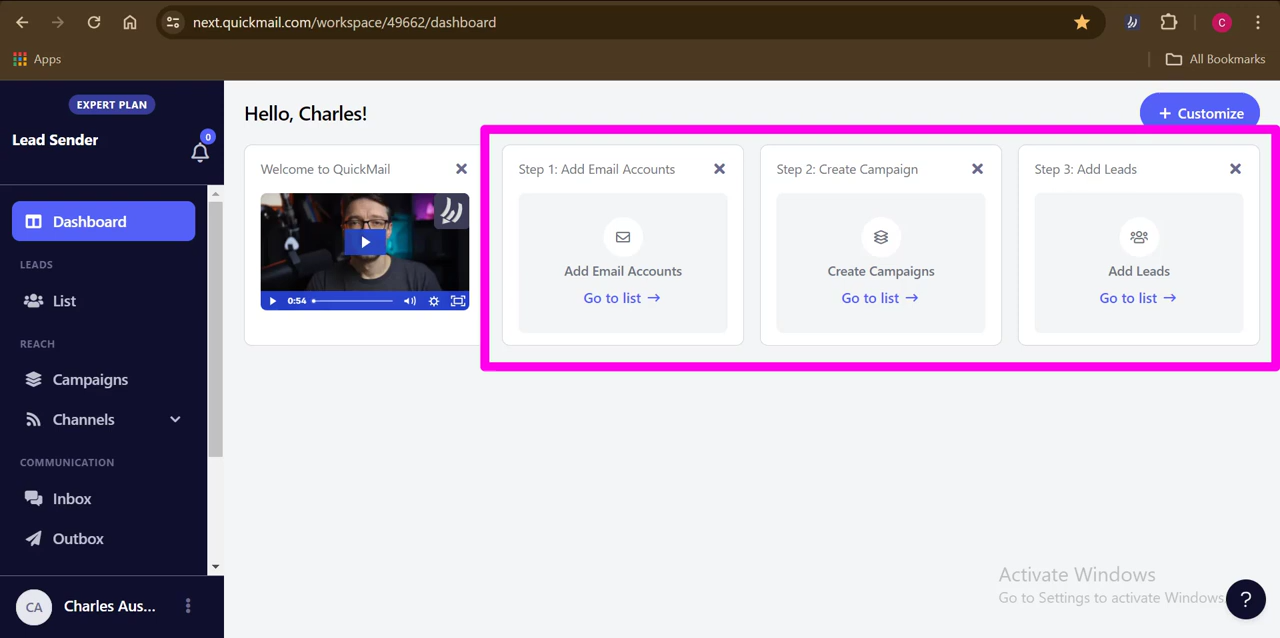 next.quickmail.com/workspace/49662/dashboard
C
Apps
All Bookmarks
EXPERT PLAN
Lead Sender
0
Dashboard
LEADS
List
REACH
Campaigns
Channels
COMMUNICATION
Inbox
Outbox
CA
Charles Aus...
Hello, Charles!
+ Customize
Welcome to QuickMail
0:54
Step 1: Add Email Accounts
Add Email Accounts
Go to list →
Step 2: Create Campaign
Create Campaigns
Go to list →
Step 3: Add Leads
Add Leads
Go to list →
Activate Windows
Go to Settings to activate Windows
?